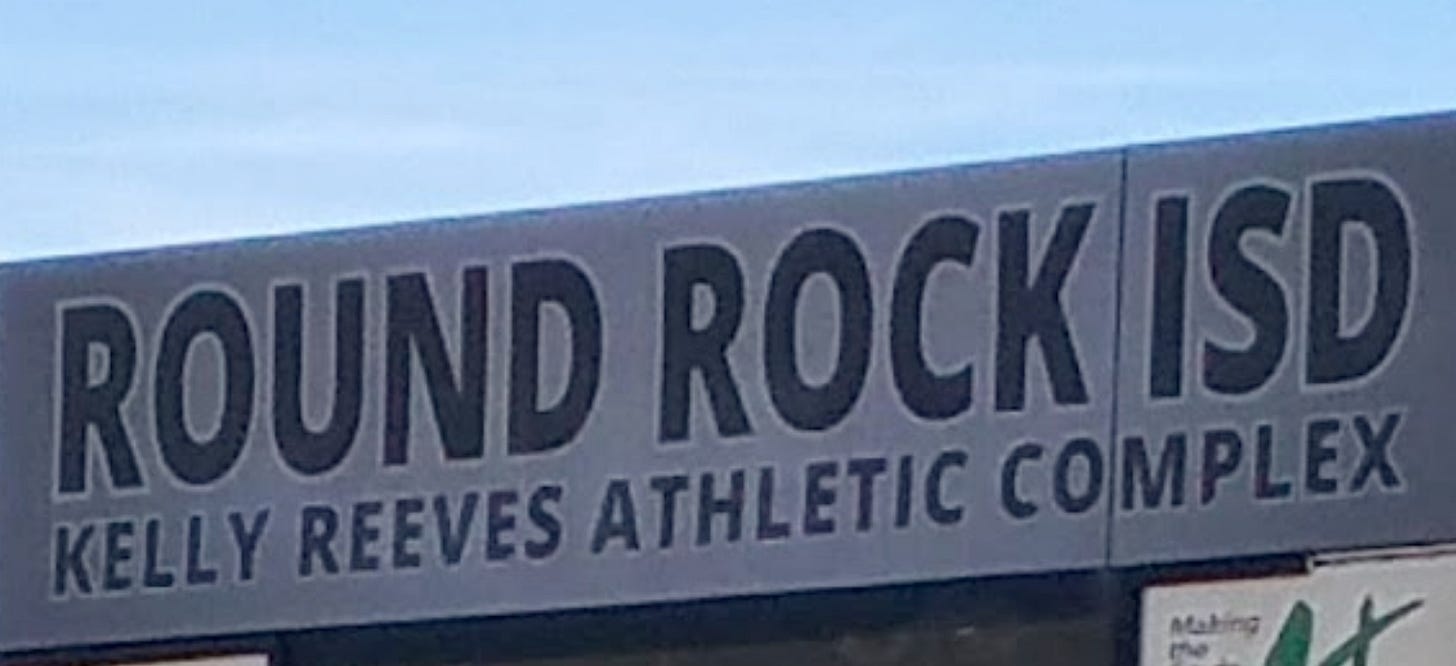 ROUND ROCK ISD
KELLY REEVES ATHLETIC COMPLEX
Making
the